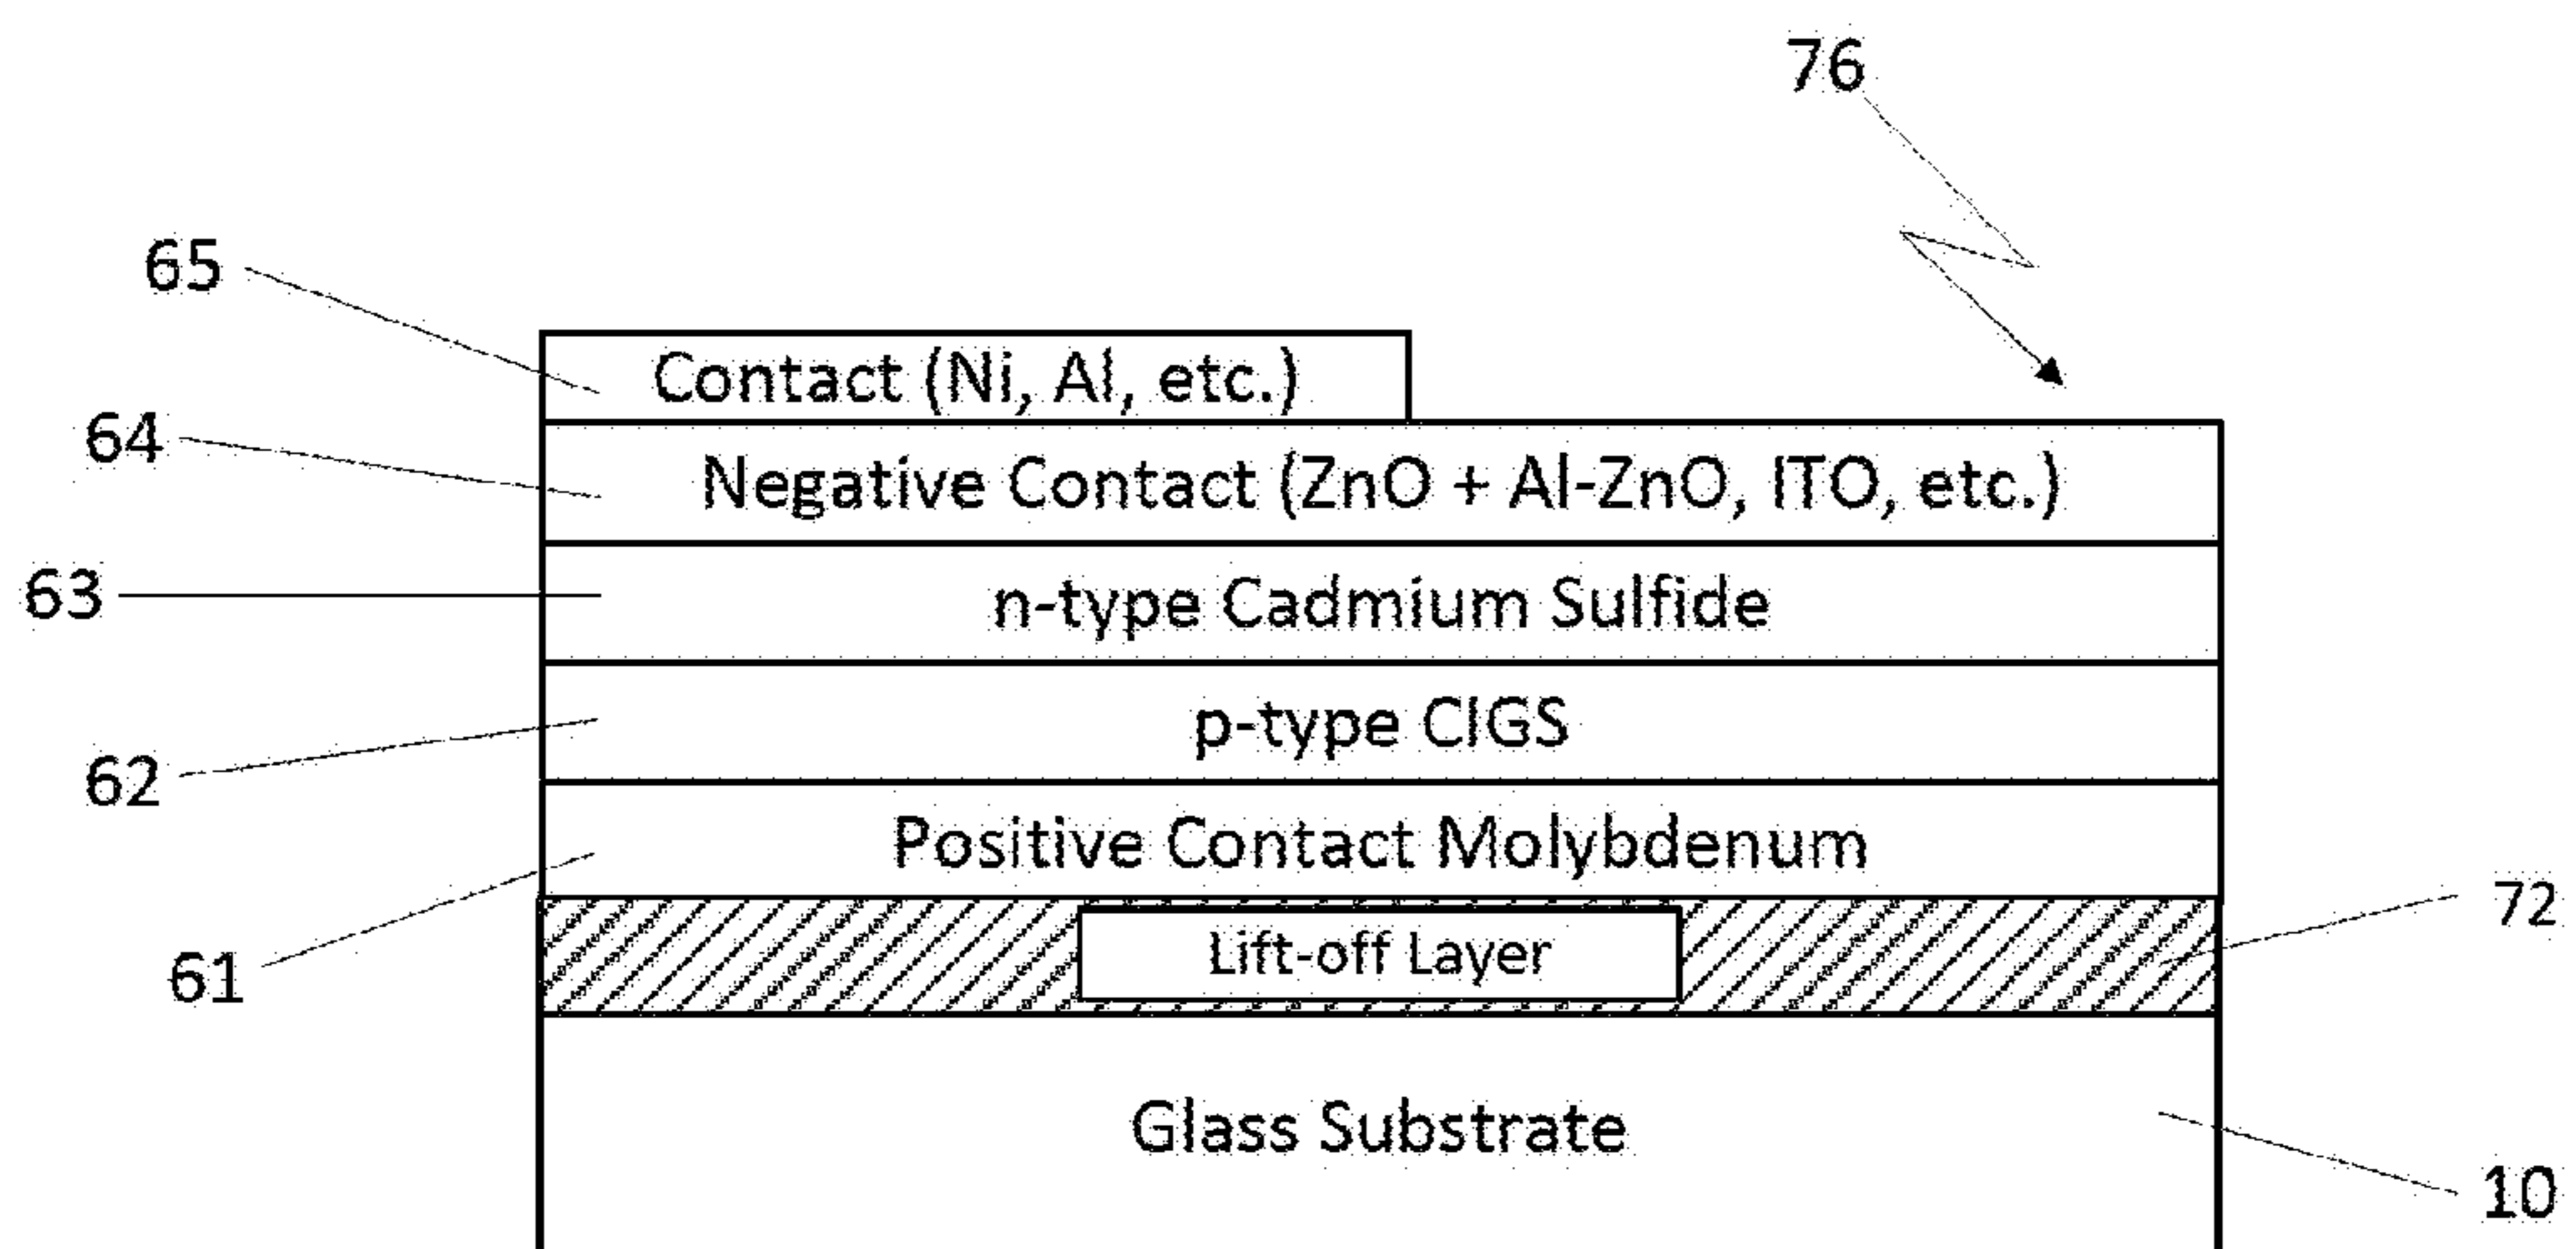 76
65
Contact (Ni, Al, etc.)
64
Negative Contact (ZnO + Al-ZnO, ITO, etc.)
63
n-type Cadmium Sulfide
p-type CIGS
62
Positive Contact Molybdenum
72
Lift-off Layer
61
Glass Substrate
10